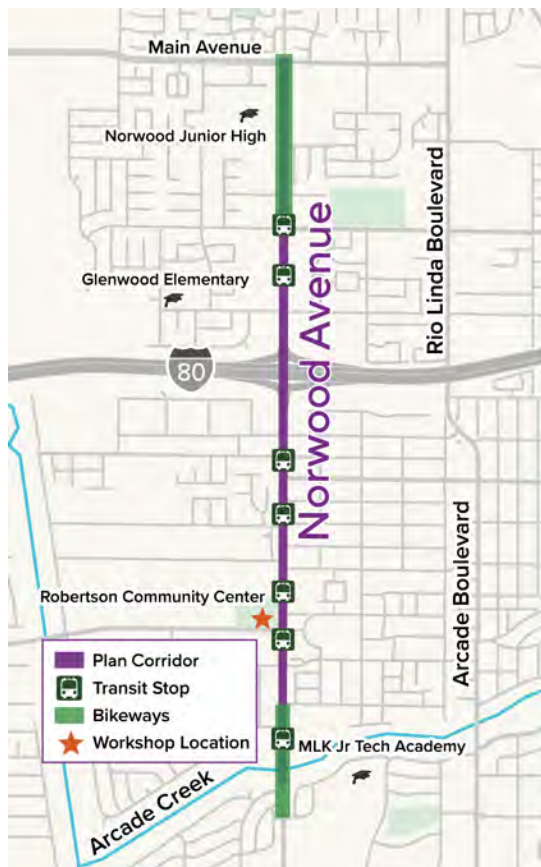 Main Avenue
Norwood Junior High
Norwood Avenue
Rio Linda Boulevard
Glenwood Elementary
80
Arcade Boulevard
Robertson Community Center
Plan Corridor
Transit Stop
Bikeways
Workshop Location
MLK Jr Tech Academy
Arcade Creek